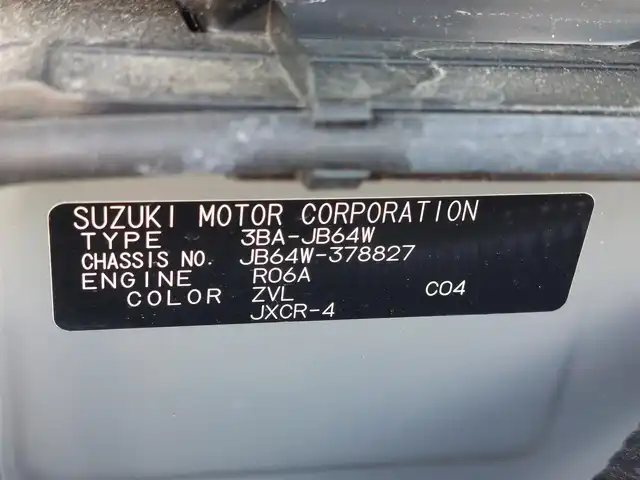 SUZUKI MOTOR CORPORATION
TYPE 3BA-JB64W
CHASSIS NO. JB64W-378827
ENGINE R06A
COLOR ZVL C04
JXCR-4